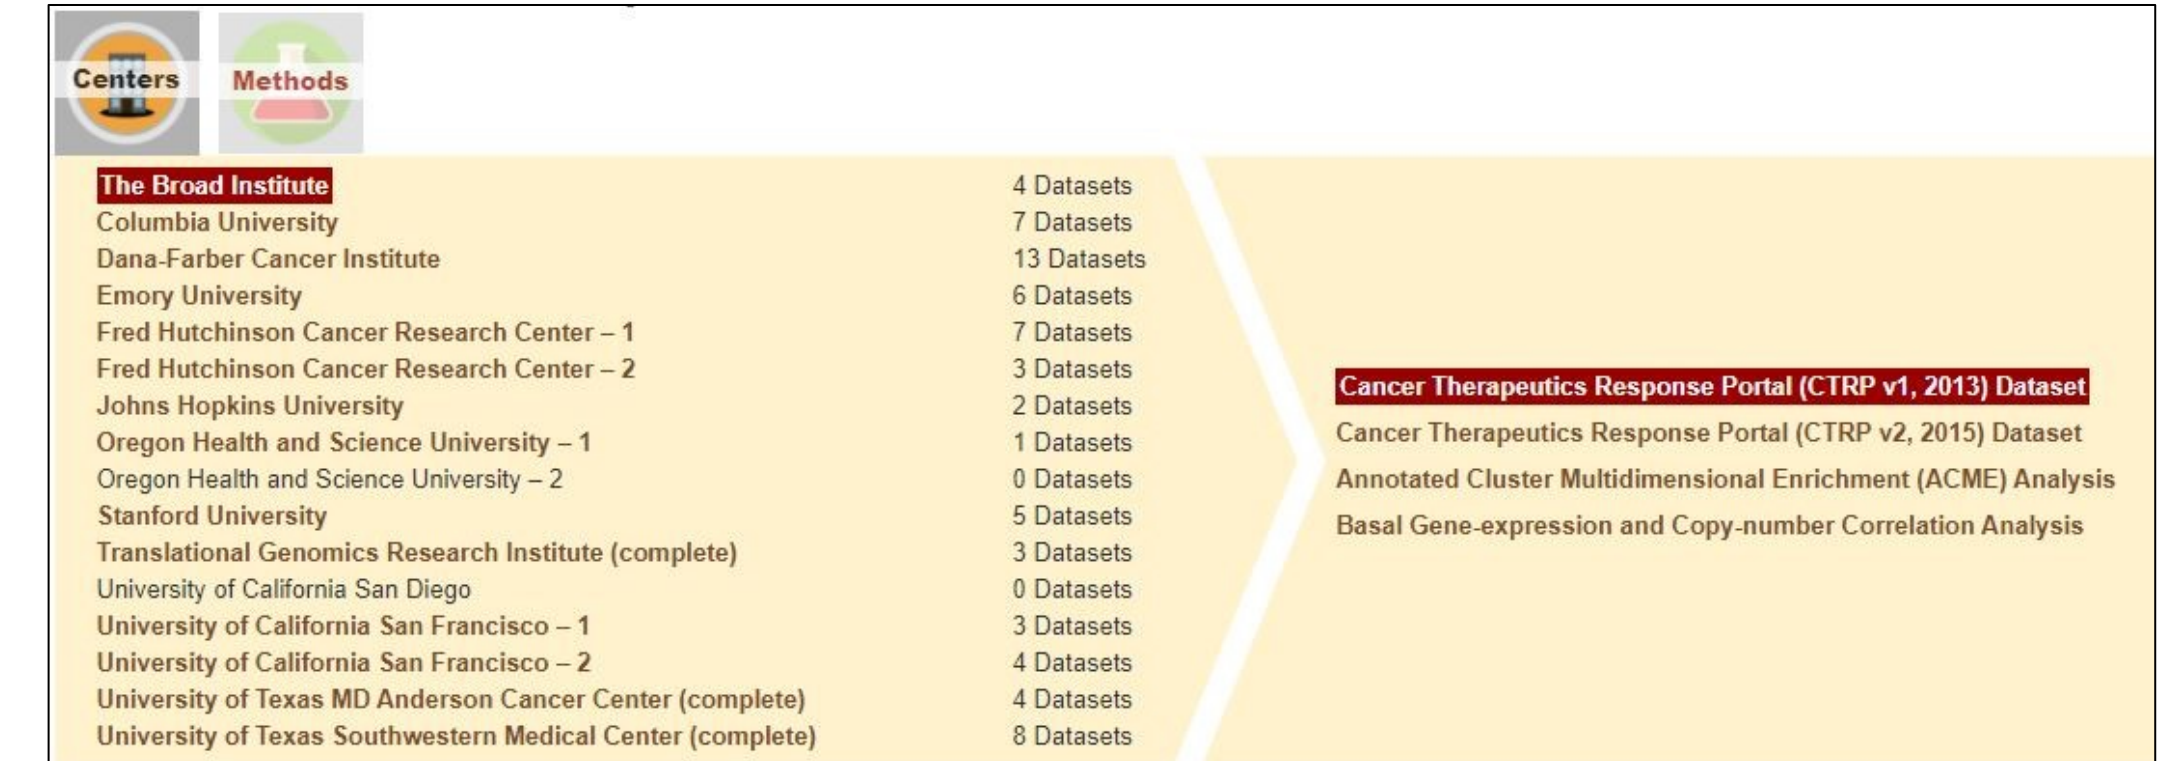 Centers
Methods
The Broad Institute 4 Datasets
Columbia University 7 Datasets
Dana-Farber Cancer Institute 13 Datasets
Emory University 6 Datasets
Fred Hutchinson Cancer Research Center – 1 7 Datasets
Fred Hutchinson Cancer Research Center – 2 3 Datasets
Johns Hopkins University 2 Datasets
Oregon Health and Science University – 1 1 Datasets
Oregon Health and Science University – 2 0 Datasets
Stanford University 5 Datasets
Translational Genomics Research Institute (complete) 3 Datasets
University of California San Diego 0 Datasets
University of California San Francisco – 1 3 Datasets
University of California San Francisco – 2 4 Datasets
University of Texas MD Anderson Cancer Center (complete) 4 Datasets
University of Texas Southwestern Medical Center (complete) 8 Datasets
Cancer Therapeutics Response Portal (CTRP v1, 2013) Dataset
Cancer Therapeutics Response Portal (CTRP v2, 2015) Dataset
Annotated Cluster Multidimensional Enrichment (ACME) Analysis
Basal Gene-expression and Copy-number Correlation Analysis